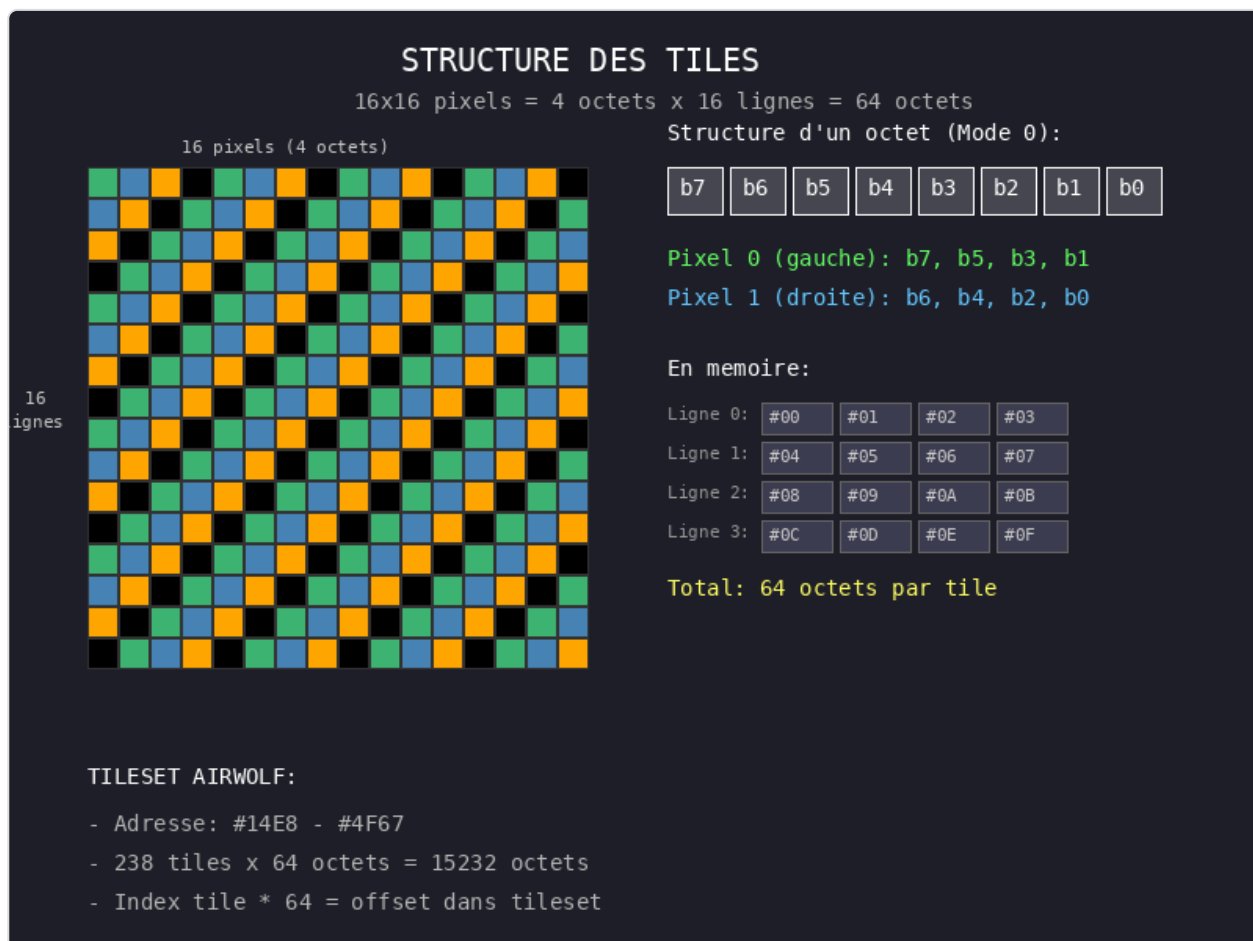 STRUCTURE DES TILES
16x16 pixels = 4 octets x 16 lignes = 64 octets
16 pixels (4 octets)
16
ignes
Structure d'un octet (Mode 0):
b7 b6 b5 b4 b3 b2 b1 b0
Pixel 0 (gauche): b7, b5, b3, b1
Pixel 1 (droite): b6, b4, b2, b0
En memoire:
Ligne 0: #00 #01 #02 #03
Ligne 1: #04 #05 #06 #07
Ligne 2: #08 #09 #0A #0B
Ligne 3: #0C #0D #0E #0F
Total: 64 octets par tile
TILESET AIRWOLF:
- Adresse: #14E8 - #4F67
- 238 tiles x 64 octets = 15232 octets
- Index tile * 64 = offset dans tileset